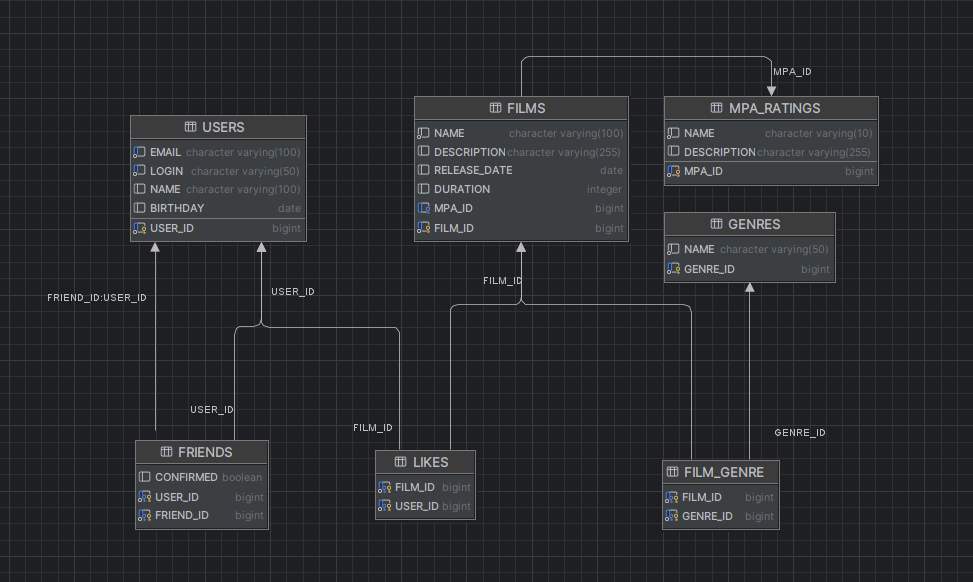 MPA_ID
USERS
EMAIL character varying(100)
LOGIN character varying(50)
NAME character varying(100)
BIRTHDAY date
USER_ID bigint
FILMS
NAME character varying(100)
DESCRIPTION character varying(255)
RELEASE_DATE date
DURATION integer
MPA_ID bigint
FILM_ID bigint
MPA_RATINGS
NAME character varying(10)
DESCRIPTION character varying(255)
MPA_ID bigint
GENRES
NAME character varying(50)
GENRE_ID bigint
FRIEND_ID:USER_ID
USER_ID
FILM_ID
USER_ID
FILM_ID
GENRE_ID
FRIENDS
CONFIRMED boolean
USER_ID bigint
FRIEND_ID bigint
LIKES
FILM_ID bigint
USER_ID bigint
FILM_GENRE
FILM_ID bigint
GENRE_ID bigint